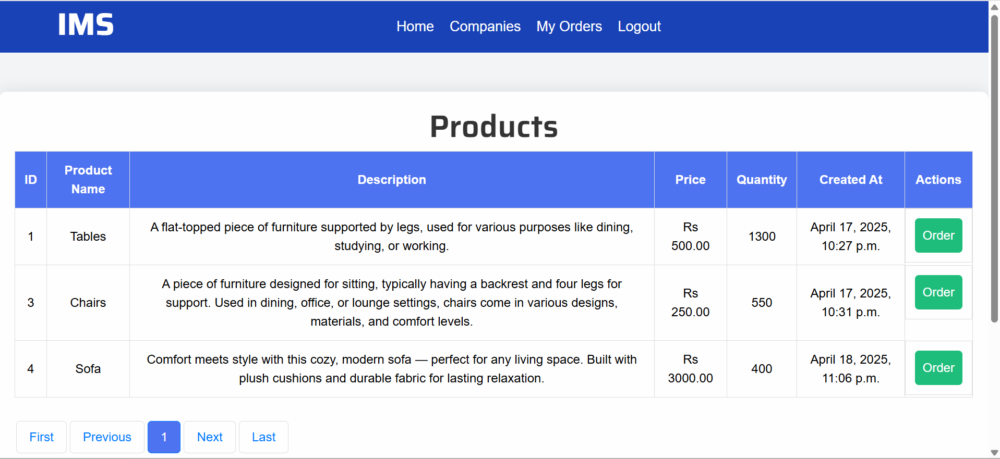 IMS
Home Companies My Orders Logout
Products
ID Product Name Description Price Quantity Created At Actions
1 Tables A flat-topped piece of furniture supported by legs, used for various purposes like dining, studying, or working. Rs 500.00 1300 April 17, 2025, 10:27 p.m. Order
3 Chairs A piece of furniture designed for sitting, typically having a backrest and four legs for support. Used in dining, office, or lounge settings, chairs come in various designs, materials, and comfort levels. Rs 250.00 550 April 17, 2025, 10:31 p.m. Order
4 Sofa Comfort meets style with this cozy, modern sofa — perfect for any living space. Built with plush cushions and durable fabric for lasting relaxation. Rs 3000.00 400 April 18, 2025, 11:06 p.m. Order
First Previous 1 Next Last